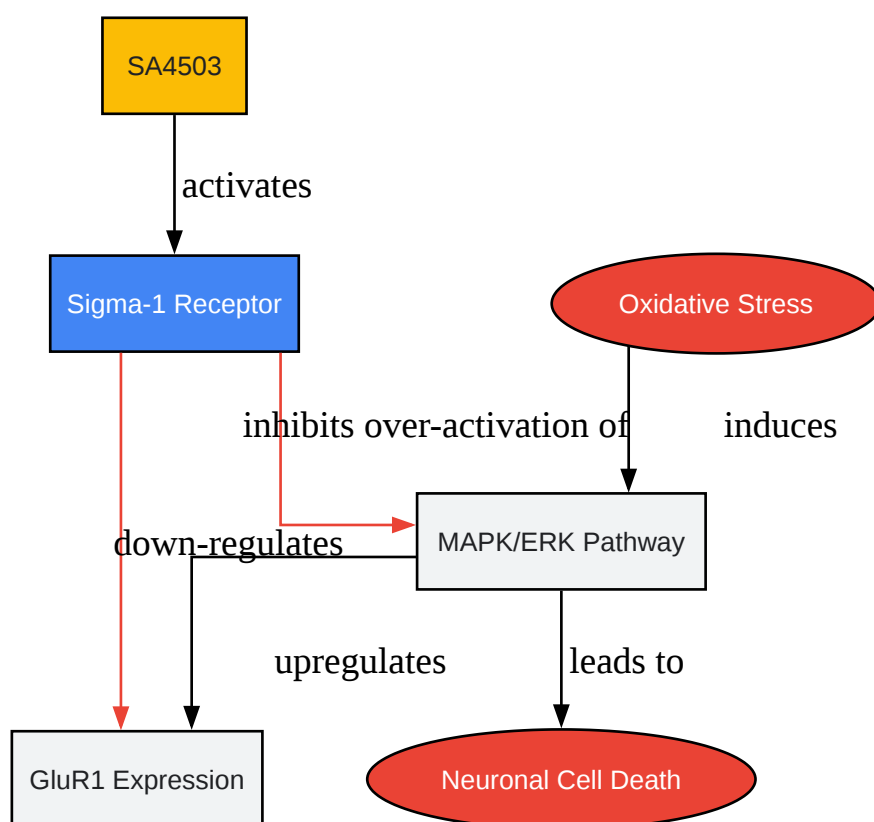 SA4503
activates
Sigma-1 Receptor
Oxidative Stress
inhibits over-activation of
induces
down-regulates
MAPK/ERK Pathway
upregulates
leads to
GluR1 Expression
Neuronal Cell Death